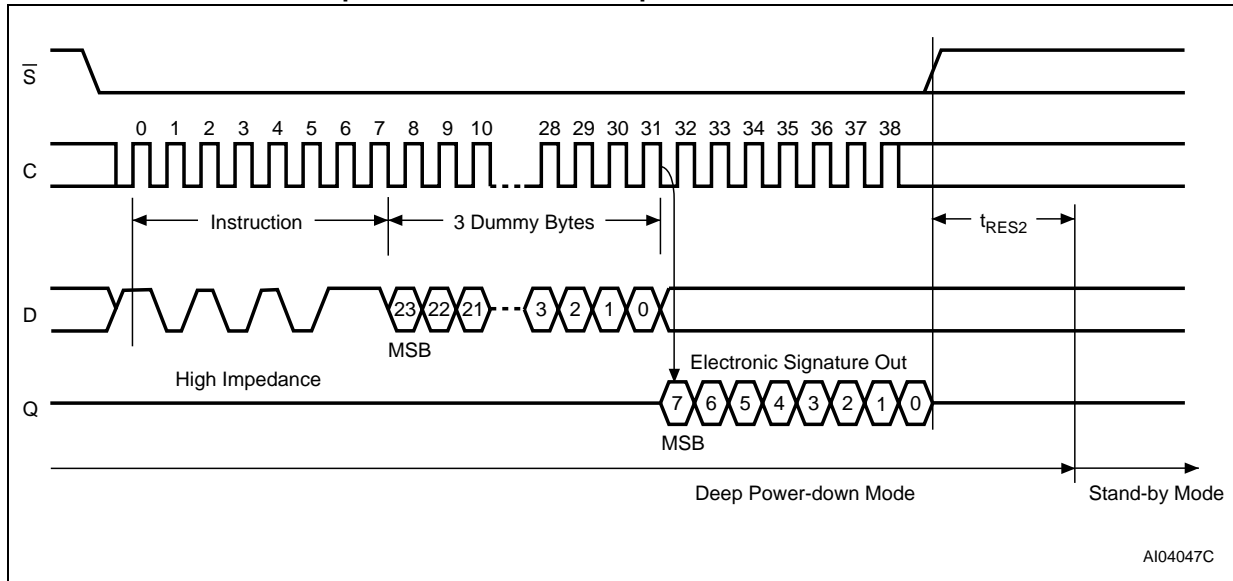 S
0 1 2 3 4 5 6 7 8 9 10 28 29 30 31 32 33 34 35 36 37 38
C
Instruction 3 Dummy Bytes tRES2
D 23 22 21 3 2 1 0
MSB
High Impedance Electronic Signature Out
Q 7 6 5 4 3 2 1 0
MSB
Deep Power-down Mode Stand-by Mode
AI04047C